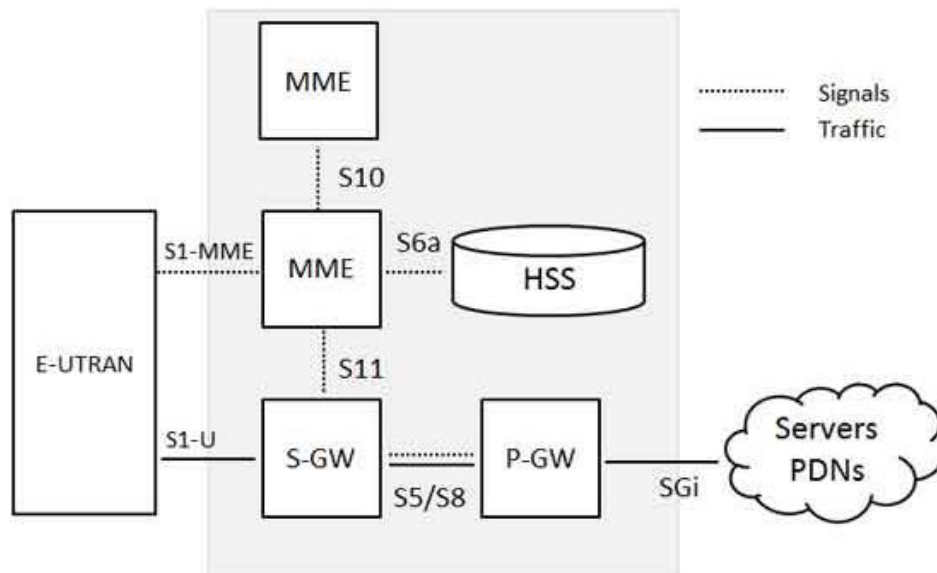 MME
Signals
Traffic
S10
S1-MME
MME
S6a
HSS
E-UTRAN
S11
S1-U
S-GW
S5/S8
P-GW
SGi
Servers
PDNs